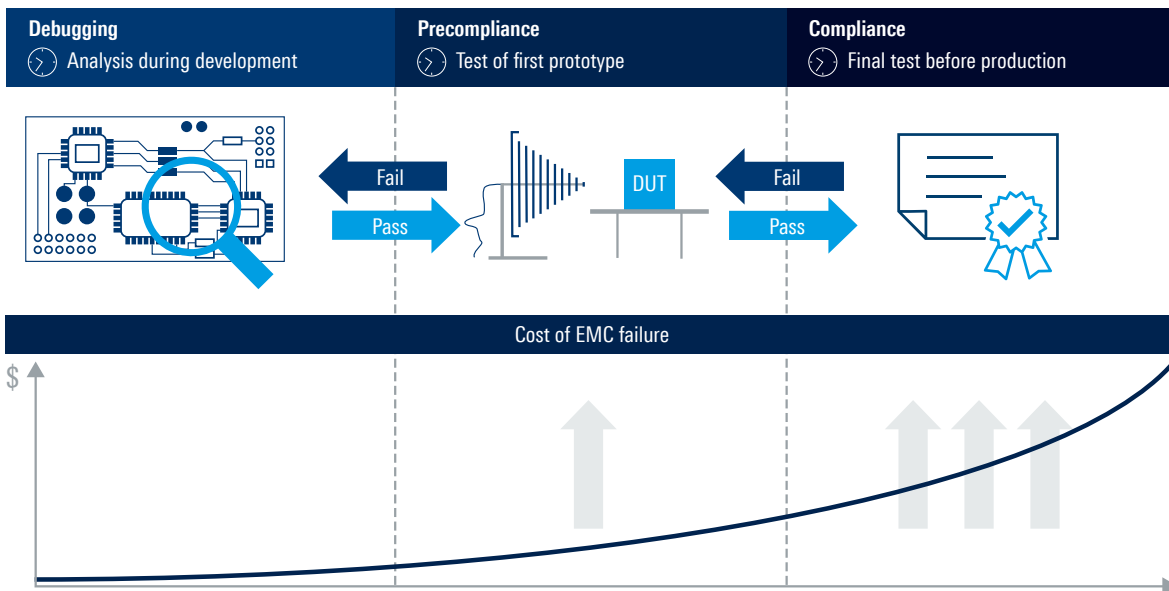 Debugging
Analysis during development
Precompliance
Test of first prototype
Compliance
Final test before production
Fail
Pass
DUT
Fail
Pass
Cost of EMC failure
$